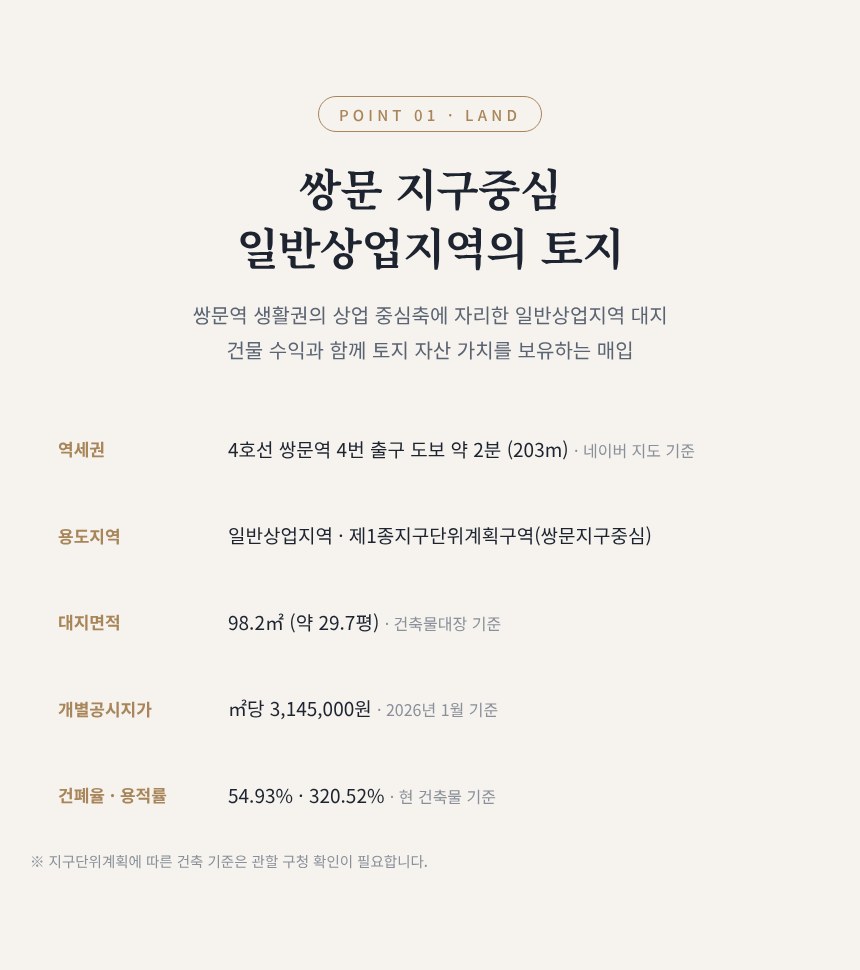 POINT 01 · LAND
쌍문 지구중심
일반상업지역의 토지
쌍문역 생활권의 상업 중심축에 자리한 일반상업지역 대지
건물 수익과 함께 토지 자산 가치를 보유하는 매입
역세권 4호선 쌍문역 4번 출구 도보 약 2분 (203m) · 네이버 지도 기준
용도지역 일반상업지역 · 제1종지구단위계획구역(쌍문지구중심)
대지면적 98.2㎡ (약 29.7평) · 건축물대장 기준
개별공시지가 ㎡당 3,145,000원 · 2026년 1월 기준
건폐율 · 용적률 54.93% · 320.52% · 현 건축물 기준
※ 지구단위계획에 따른 건축 기준은 관할 구청 확인이 필요합니다.